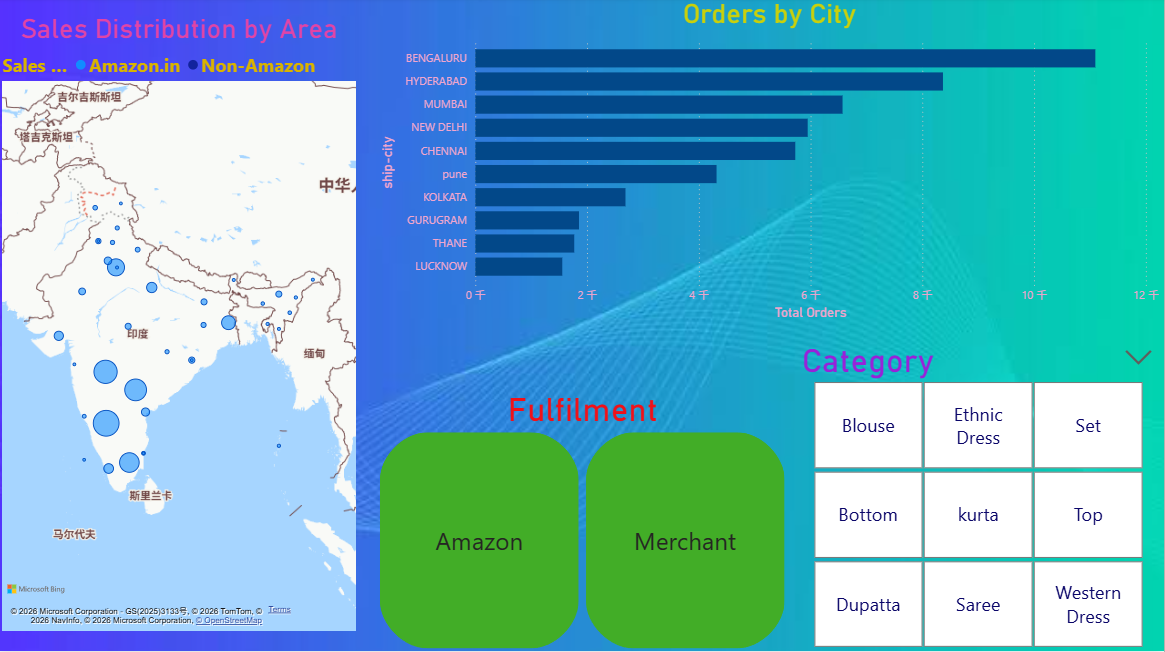 Sales Distribution by Area
Sales ... Amazon.in Non-Amazon
吉尔吉斯斯坦
塔吉克斯坦
中华人
印度
缅甸
斯里兰卡
马尔代夫
Microsoft Bing
© 2026 Microsoft Corporation - GS(2025)3133号, © 2026 TomTom, © Terms
2026 NavInfo, © 2026 Microsoft Corporation, © OpenStreetMap
Orders by City
ship-city
BENGALURU
HYDERABAD
MUMBAI
NEW DELHI
CHENNAI
pune
KOLKATA
GURUGRAM
THANE
LUCKNOW
0 千 2 千 4 千 6 千 8 千 10 千 12 千
Total Orders
Fulfilment
Amazon Merchant
Category
Blouse
Ethnic
Dress
Set
Bottom
kurta
Top
Dupatta
Saree
Western
Dress